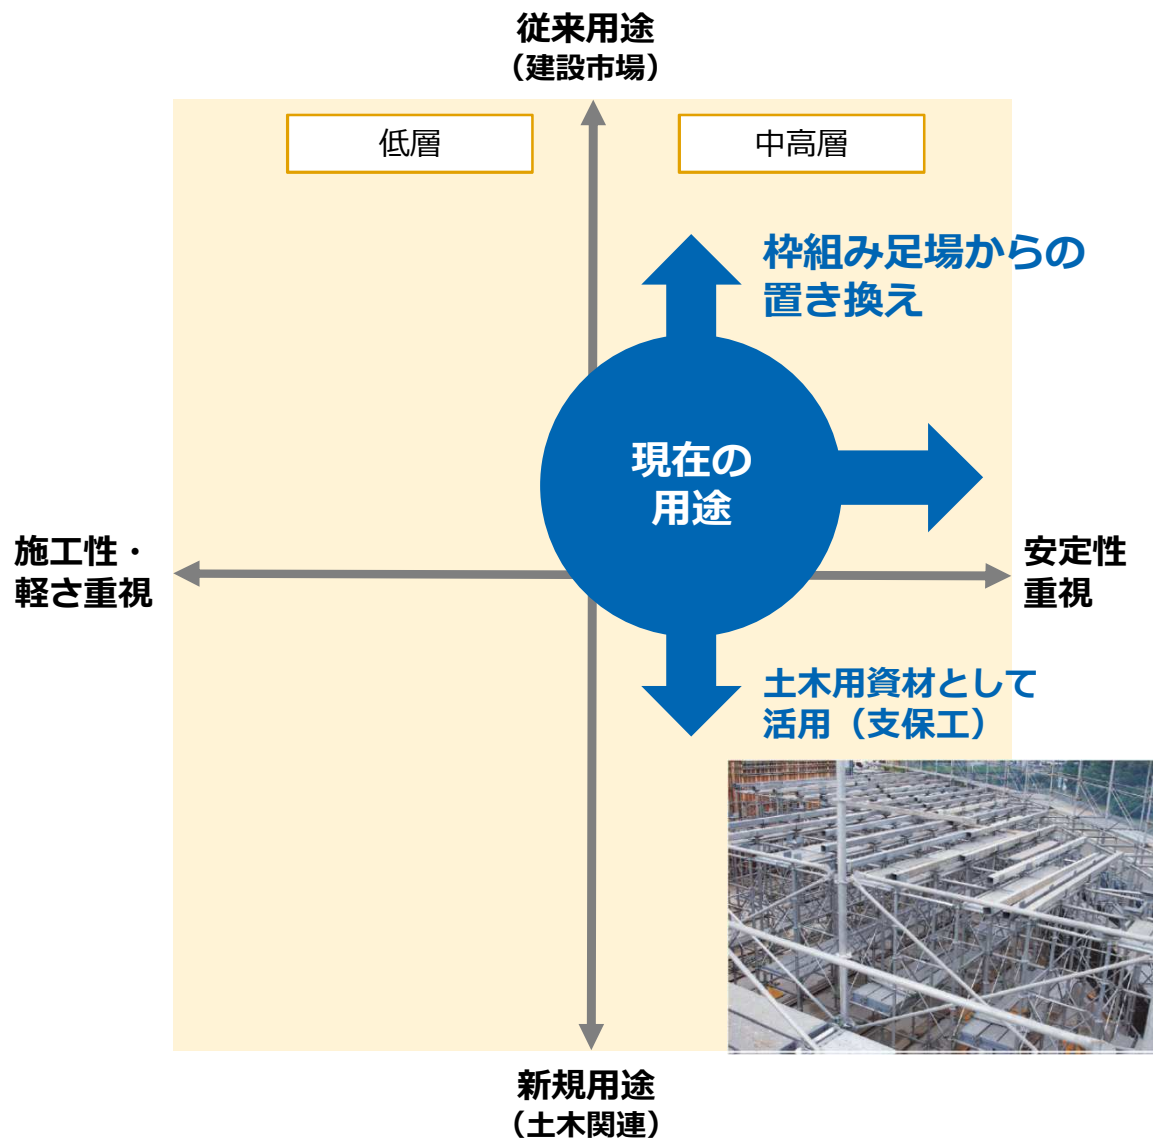 従来用途
（建設市場）
低層
中高層
枠組み足場からの
置き換え
現在の
用途
施工性・
軽さ重視
安定性
重視
土木用資材として
活用（支保工）
新規用途
（土木関連）